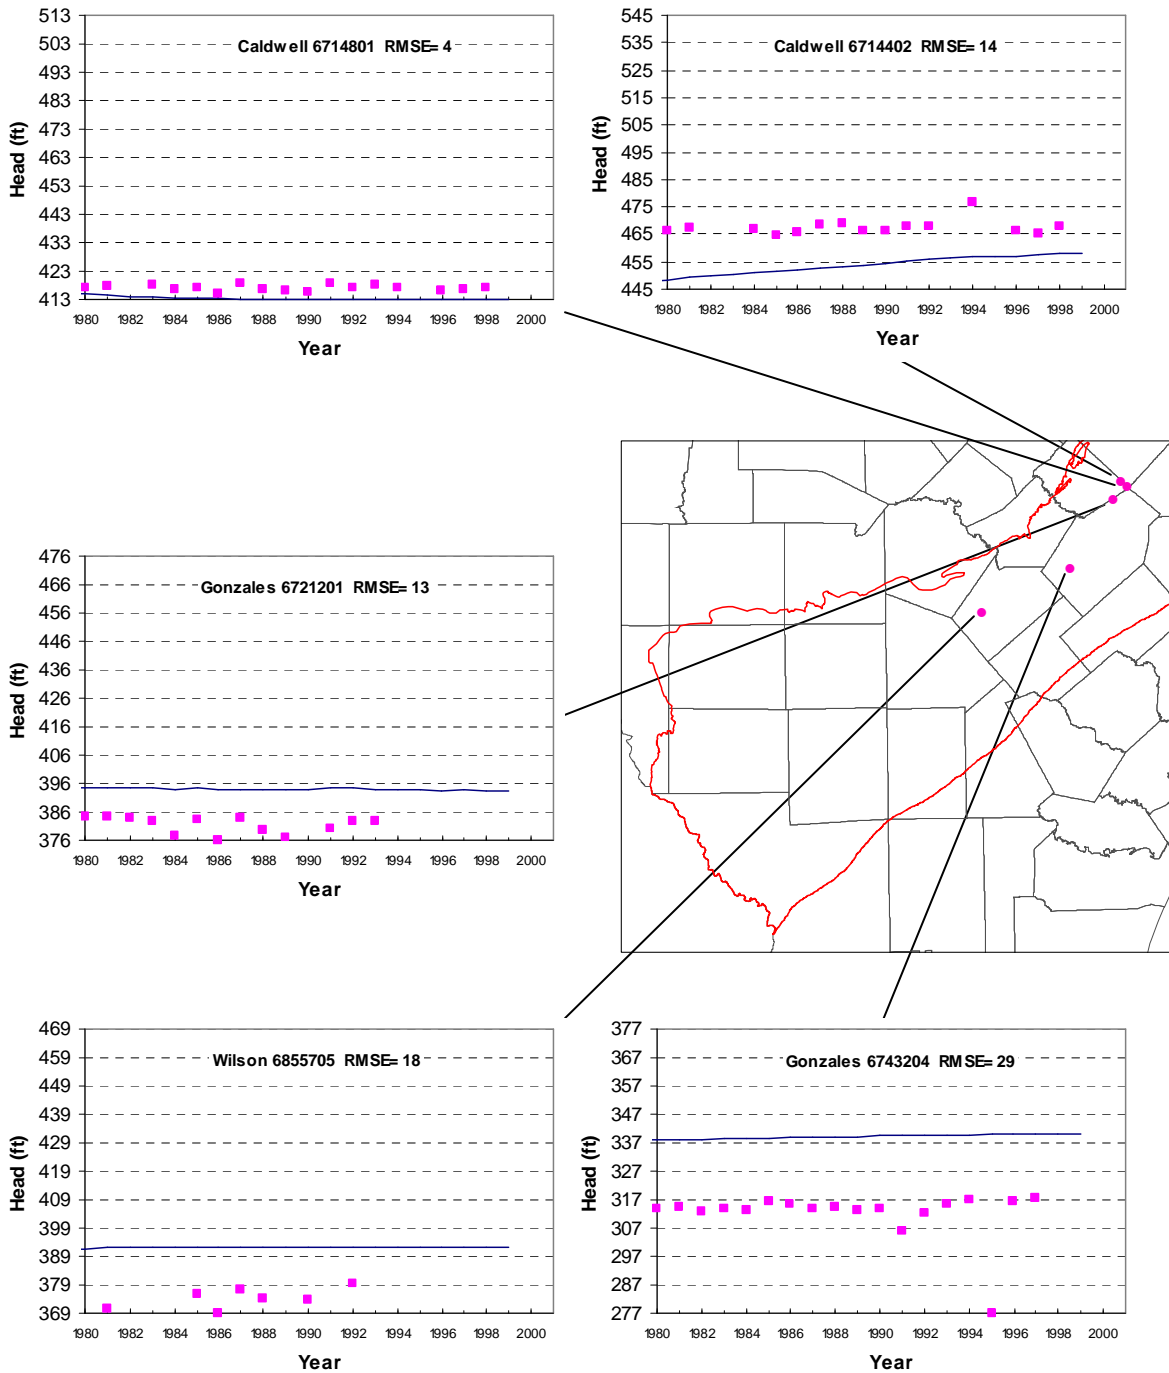 Caldwell 6714801 RMSE= 4
Head (ft)
513
503
493
483
473
463
453
443
433
423
413
1980 1982 1984 1986 1988 1990 1992 1994 1996 1998 2000
Year
Caldwell 6714402 RMSE= 14
Head (ft)
545
535
525
515
505
495
485
475
465
455
445
1980 1982 1984 1986 1988 1990 1992 1994 1996 1998 2000
Year
Gonzales 6721201 RMSE= 13
Head (ft)
476
466
456
446
436
426
416
406
396
386
376
1980 1982 1984 1986 1988 1990 1992 1994 1996 1998 2000
Year
Wilson 6855705 RMSE= 18
Head (ft)
469
459
449
439
429
419
409
399
389
379
369
1980 1982 1984 1986 1988 1990 1992 1994 1996 1998 2000
Year
Gonzales 6743204 RMSE= 29
Head (ft)
377
367
357
347
337
327
317
307
297
287
277
1980 1982 1984 1986 1988 1990 1992 1994 1996 1998 2000
Year